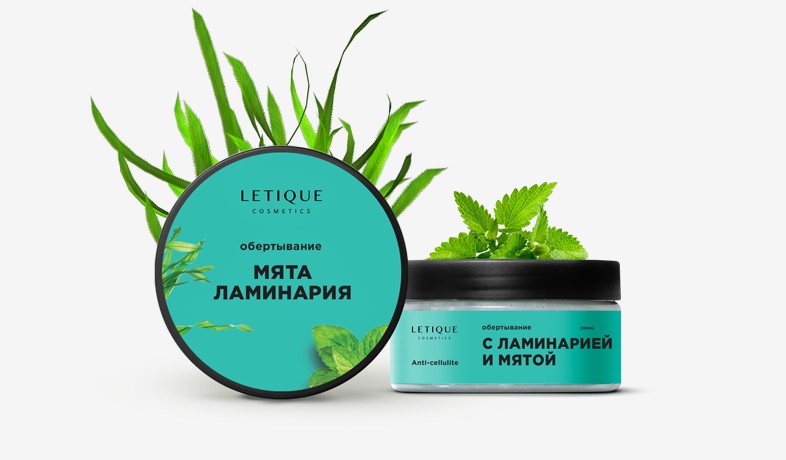 LETIQUE
COSMETICS
обертывание
МЯТА
ЛАМИНАРИЯ
LETIQUE
COSMETICS
Anti-cellulite
обертывание
С ЛАМИНАРИЕЙ
И МЯТОЙ